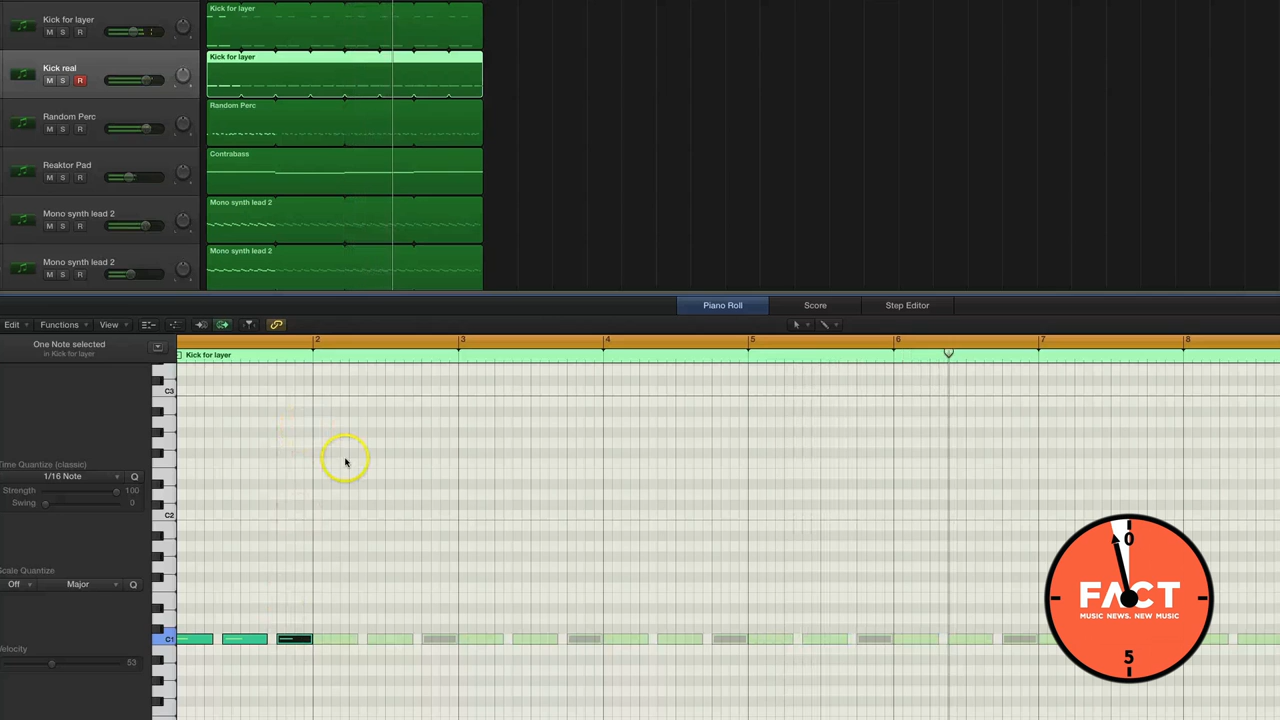 Kick for layer
M S R
Kick for layer
Kick real
M S R
Kick for layer
Random Perc
M S R
Random Perc
Reaktor Pad
M S R
Contrabass
Mono synth lead 2
M S R
Mono synth lead 2
Mono synth lead 2
M S R
Mono synth lead 2
Piano Roll Score Step Editor
Edit Functions View
One Note selected
in Kick for layer
2 3 4 5 6 7 8
Kick for layer
C3
Time Quantize (classic)
1/16 Note Q
Strength 100
Swing 0
C2
Scale Quantize
Off Major Q
C1
Velocity 53
0
FACT
MUSIC NEWS. NEW MUSIC.
5